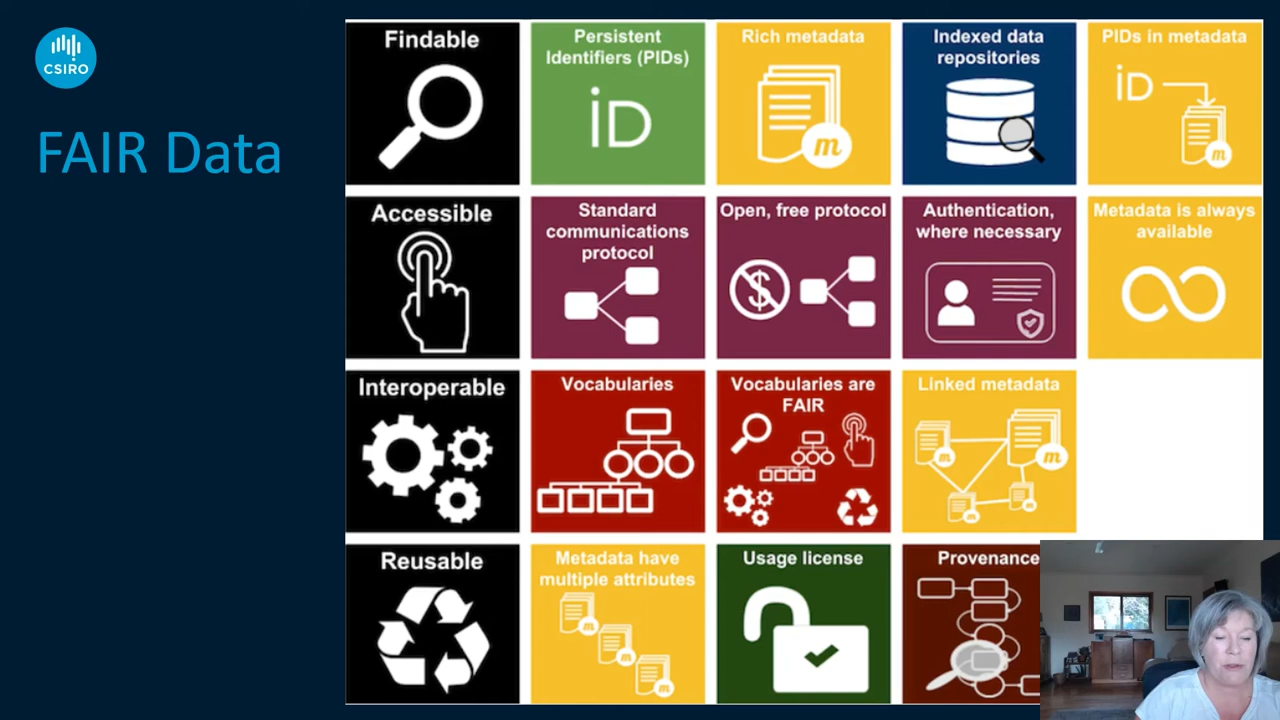 CSIRO
FAIR Data
Findable
Persistent
Identifiers (PIDs)
iD
Rich metadata
m
Indexed data
repositories
PIDs in metadata
iD
m
Accessible
Standard
communications
protocol
Open, free protocol
$
Authentication,
where necessary
Metadata is always
available
Interoperable
Vocabularies
Vocabularies are
FAIR
Linked metadata
m
m
m
m
Reusable
Metadata have
multiple attributes
m
m
m
Usage license
Provenance